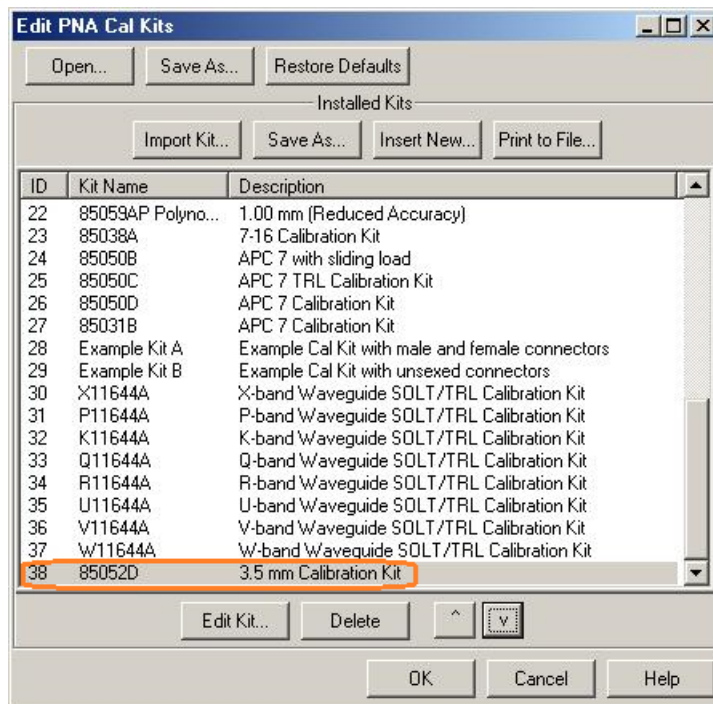 Edit PNA Cal Kits
Open... Save As... Restore Defaults
Installed Kits
Import Kit... Save As... Insert New... Print to File...
ID Kit Name Description
22 85059AP Polyno... 1.00 mm (Reduced Accuracy)
23 85038A 7-16 Calibration Kit
24 85050B APC 7 with sliding load
25 85050C APC 7 TRL Calibration Kit
26 85050D APC 7 Calibration Kit
27 85031B APC 7 Calibration Kit
28 Example Kit A Example Cal Kit with male and female connectors
29 Example Kit B Example Cal Kit with unsexed connectors
30 X11644A X-band Waveguide SOLT/TRL Calibration Kit
31 P11644A P-band Waveguide SOLT/TRL Calibration Kit
32 K11644A K-band Waveguide SOLT/TRL Calibration Kit
33 Q11644A Q-band Waveguide SOLT/TRL Calibration Kit
34 R11644A R-band Waveguide SOLT/TRL Calibration Kit
35 U11644A U-band Waveguide SOLT/TRL Calibration Kit
36 V11644A V-band Waveguide SOLT/TRL Calibration Kit
37 W11644A W-band Waveguide SOLT/TRL Calibration Kit
38 85052D 3.5 mm Calibration Kit
Edit Kit... Delete ^ v
OK Cancel Help